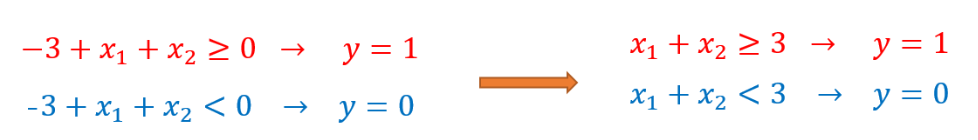 −3 + x₁ + x₂ ≥ 0 → y = 1
-3 + x₁ + x₂ < 0 → y = 0
x₁ + x₂ ≥ 3 → y = 1
x₁ + x₂ < 3 → y = 0